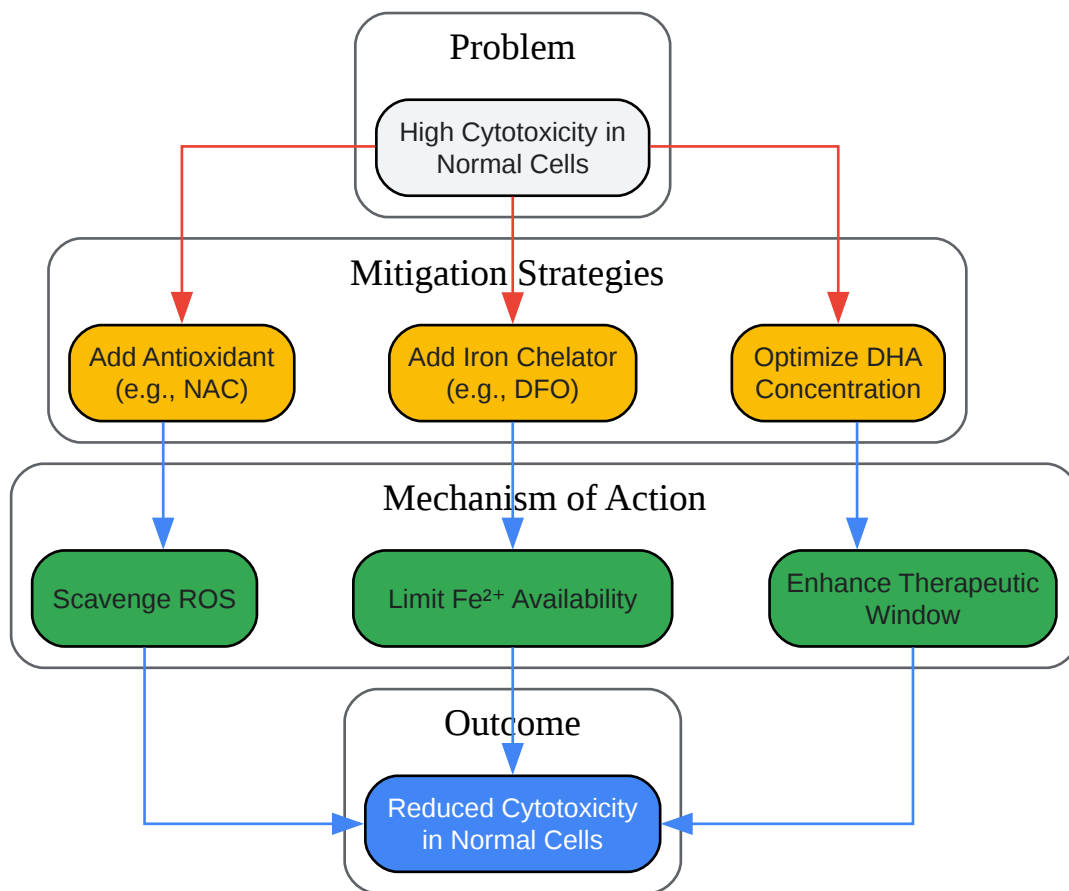 Problem
High Cytotoxicity in
Normal Cells
Mitigation Strategies
Add Antioxidant
(e.g., NAC)
Add Iron Chelator
(e.g., DFO)
Optimize DHA
Concentration
Mechanism of Action
Scavenge ROS
Limit Fe²⁺ Availability
Enhance Therapeutic
Window
Outcome
Reduced Cytotoxicity
in Normal Cells